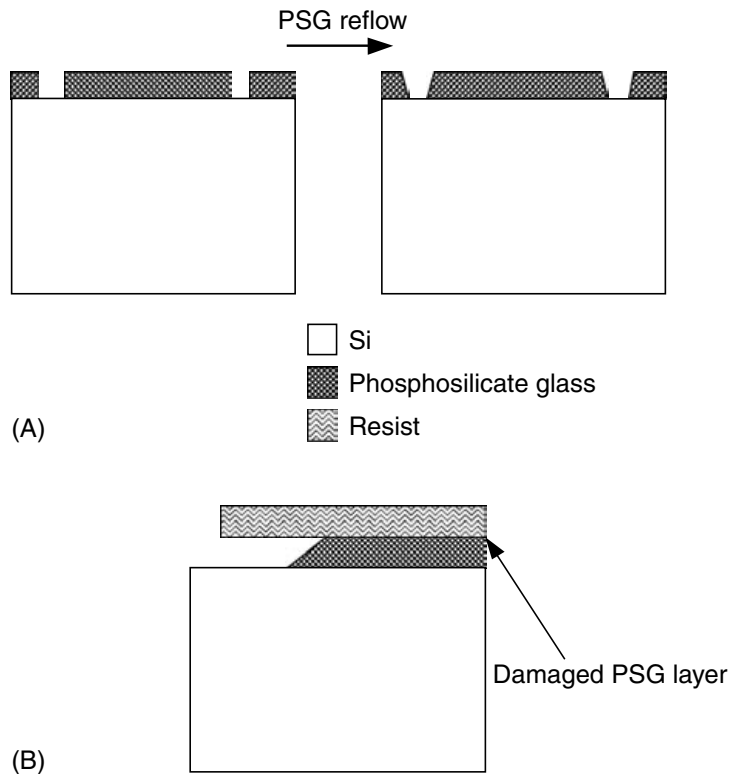 PSG reflow
Si
Phosphosilicate glass
Resist
(A)
Damaged PSG layer
(B)